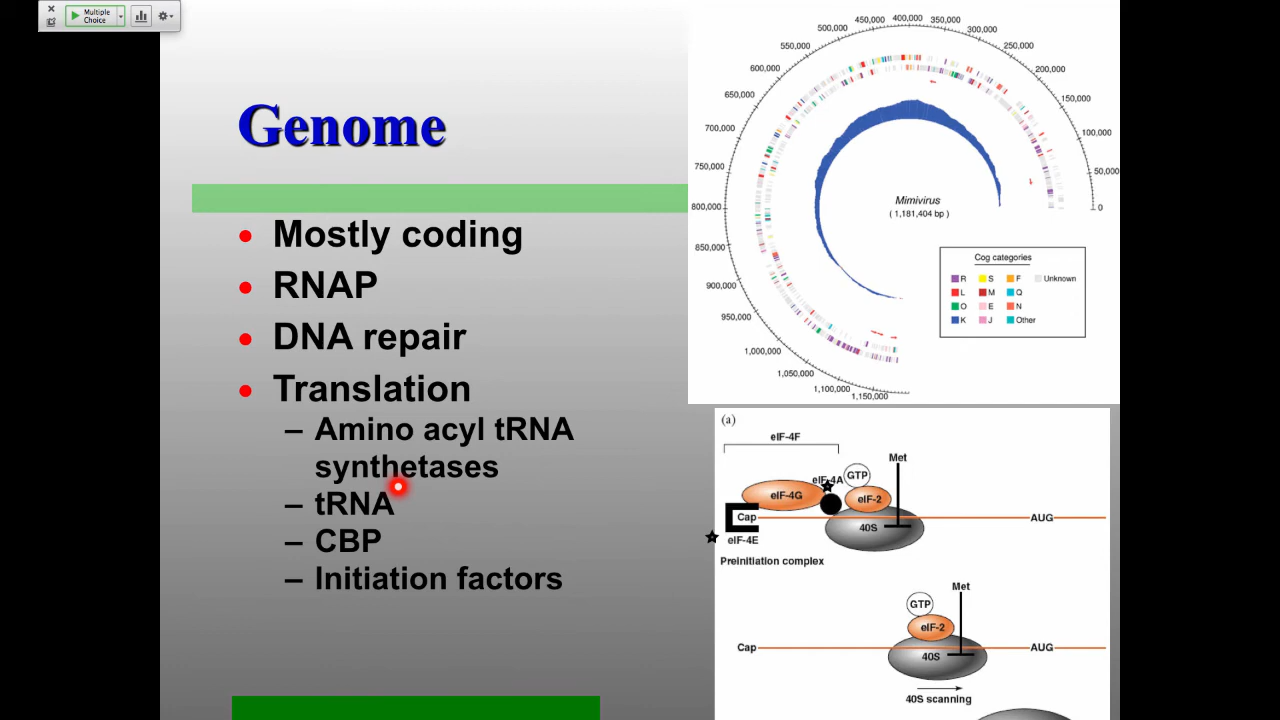 Multiple
Choice
Genome
Mostly coding
RNAP
DNA repair
Translation
– Amino acyl tRNA
synthetases
– tRNA
– CBP
– Initiation factors
400,000
450,000
350,000
500,000
300,000
550,000
250,000
600,000
200,000
650,000
150,000
700,000
100,000
750,000
50,000
800,000
0
850,000
900,000
950,000
1,000,000
1,050,000
1,100,000
1,150,000
Mimivirus
( 1,181,404 bp )
Cog categories
R S F Unknown
L M Q
O E N
K J Other
(a)
eIF-4F
Met
eIF-4A GTP
eIF-4G eIF-2
Cap 40S AUG
eIF-4E
Preinitiation complex
Met
GTP
eIF-2
Cap 40S AUG
40S scanning